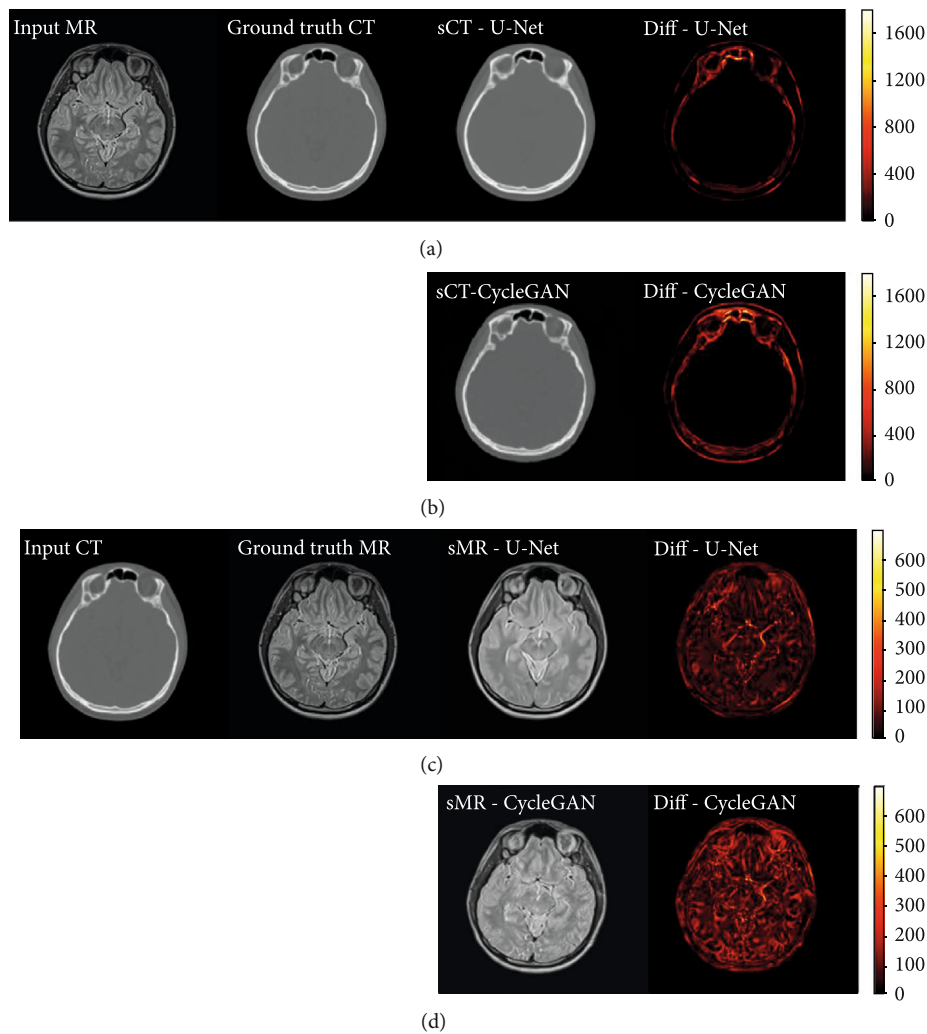 Input MR
Ground truth CT
sCT - U-Net
Diff - U-Net
1600
1200
800
400
0
(a)
sCT-CycleGAN
Diff - CycleGAN
1600
1200
800
400
0
(b)
Input CT
Ground truth MR
sMR - U-Net
Diff - U-Net
600
500
400
300
200
100
0
(c)
sMR - CycleGAN
Diff - CycleGAN
600
500
400
300
200
100
0
(d)